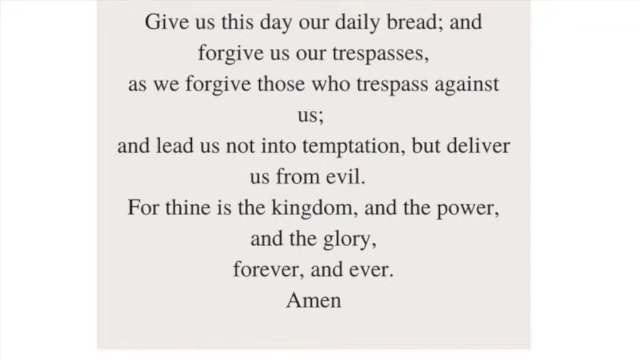 Give us this day our daily bread; and
forgive us our trespasses,
as we forgive those who trespass against
us;
and lead us not into temptation, but deliver
us from evil.
For thine is the kingdom, and the power,
and the glory,
forever, and ever.
Amen